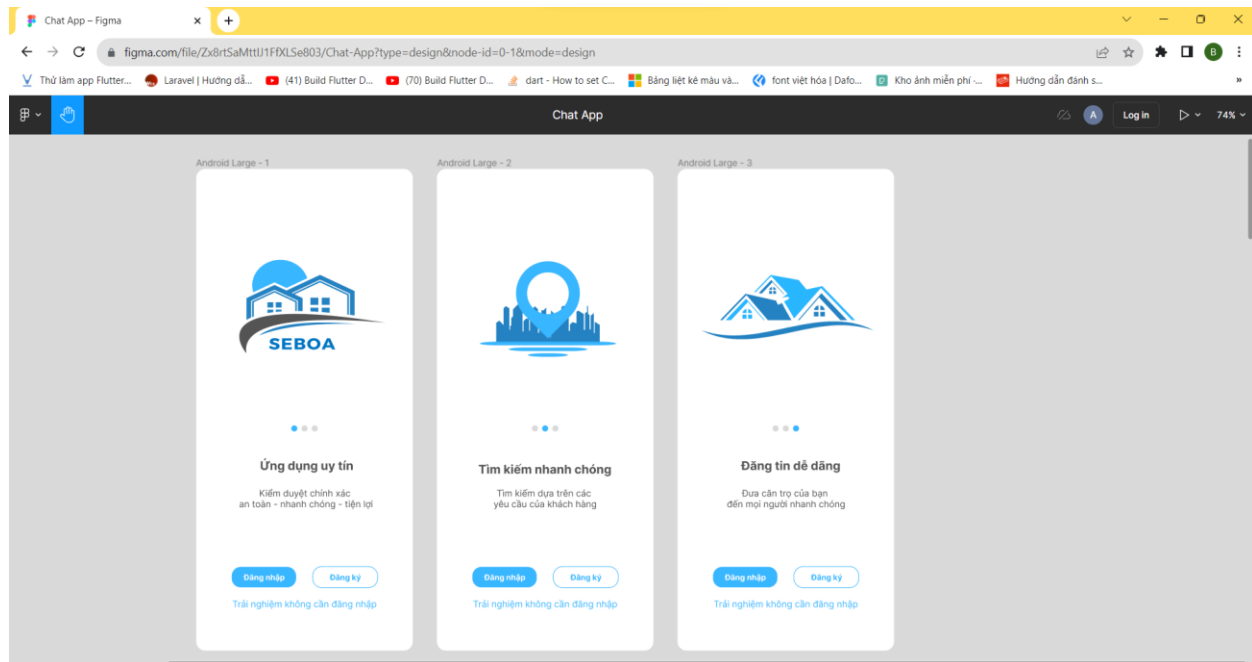 Chat App – Figma
figma.com/file/Zx8rtSaMttU1FfXLSe803/Chat-App?type=design&node-id=0-1&mode=design
B
Thử làm app Flutter...
Laravel | Hướng dẫ...
(41) Build Flutter D...
(70) Build Flutter D...
dart - How to set C...
Bảng liệt kê màu và...
font việt hóa | Dafo...
Kho ảnh miễn phí -...
Hướng dẫn đánh s...
Chat App
A
Log in
74%
Android Large - 1
SEBOA
Ứng dụng uy tín
Kiểm duyệt chính xác
an toàn - nhanh chóng - tiện lợi
Đăng nhập
Đăng ký
Trải nghiệm không cần đăng nhập
Android Large - 2
Tìm kiếm nhanh chóng
Tìm kiếm dựa trên các
yêu cầu của khách hàng
Đăng nhập
Đăng ký
Trải nghiệm không cần đăng nhập
Android Large - 3
Đăng tin dễ dãng
Đưa căn trọ của bạn
đến mọi người nhanh chóng
Đăng nhập
Đăng ký
Trải nghiệm không cần đăng nhập